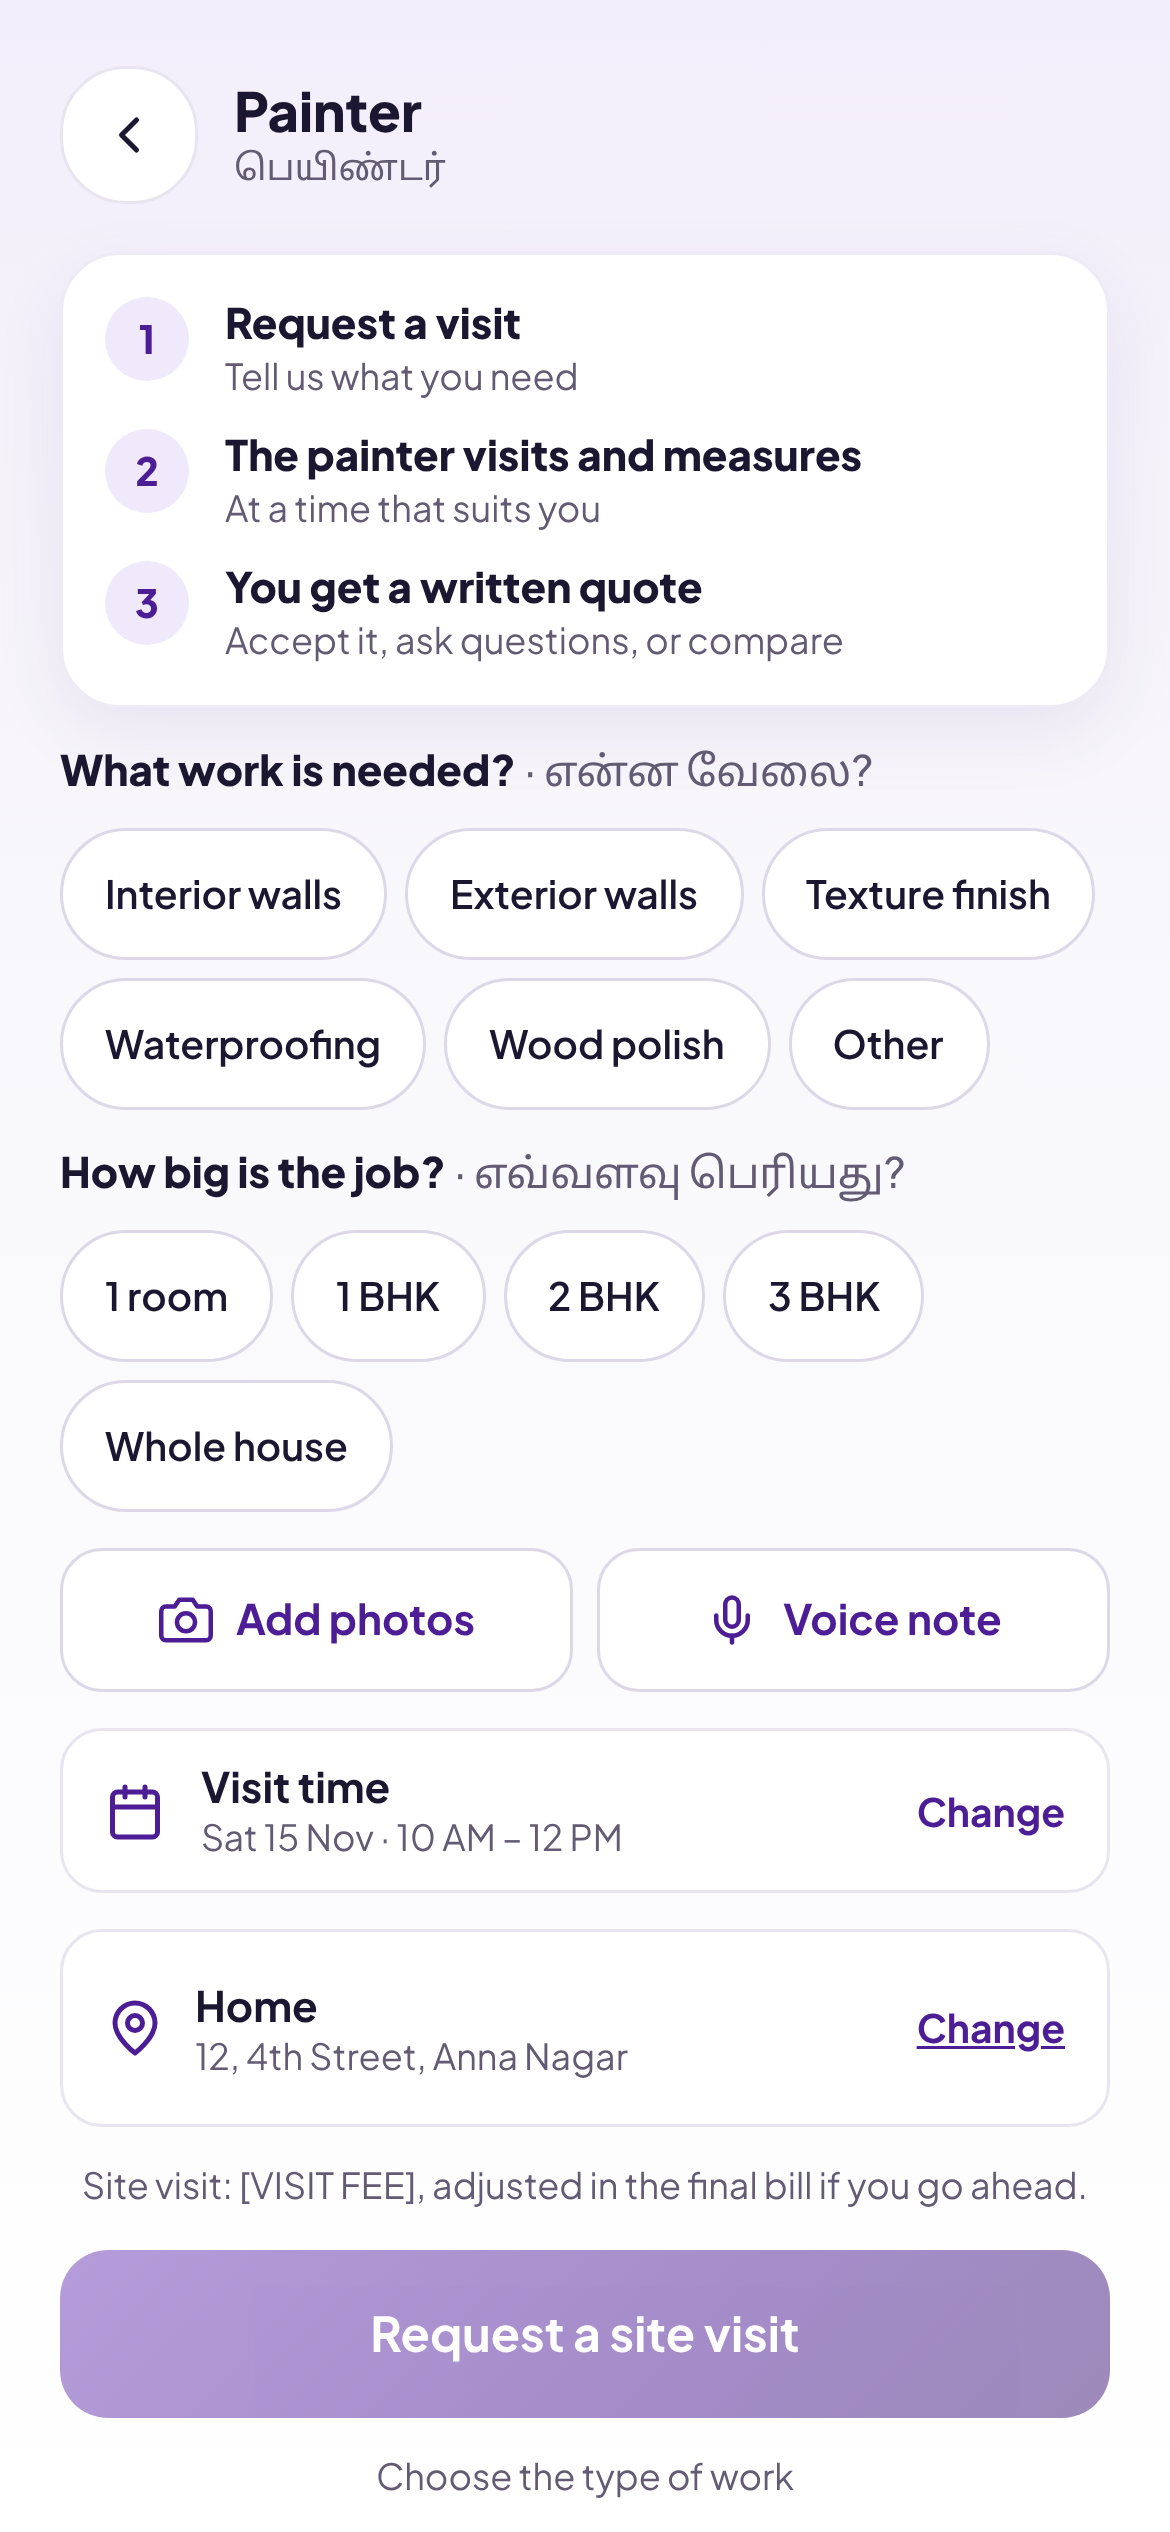 Painter
பெயிண்டர்
1
Request a visit
Tell us what you need
2
The painter visits and measures
At a time that suits you
3
You get a written quote
Accept it, ask questions, or compare
What work is needed? · என்ன வேலை?
Interior walls
Exterior walls
Texture finish
Waterproofing
Wood polish
Other
How big is the job? · எவ்வளவு பெரியது?
1 room
1 BHK
2 BHK
3 BHK
Whole house
Add photos
Voice note
Visit time
Sat 15 Nov · 10 AM – 12 PM
Change
Home
12, 4th Street, Anna Nagar
Change
Site visit: [VISIT FEE], adjusted in the final bill if you go ahead.
Request a site visit
Choose the type of work